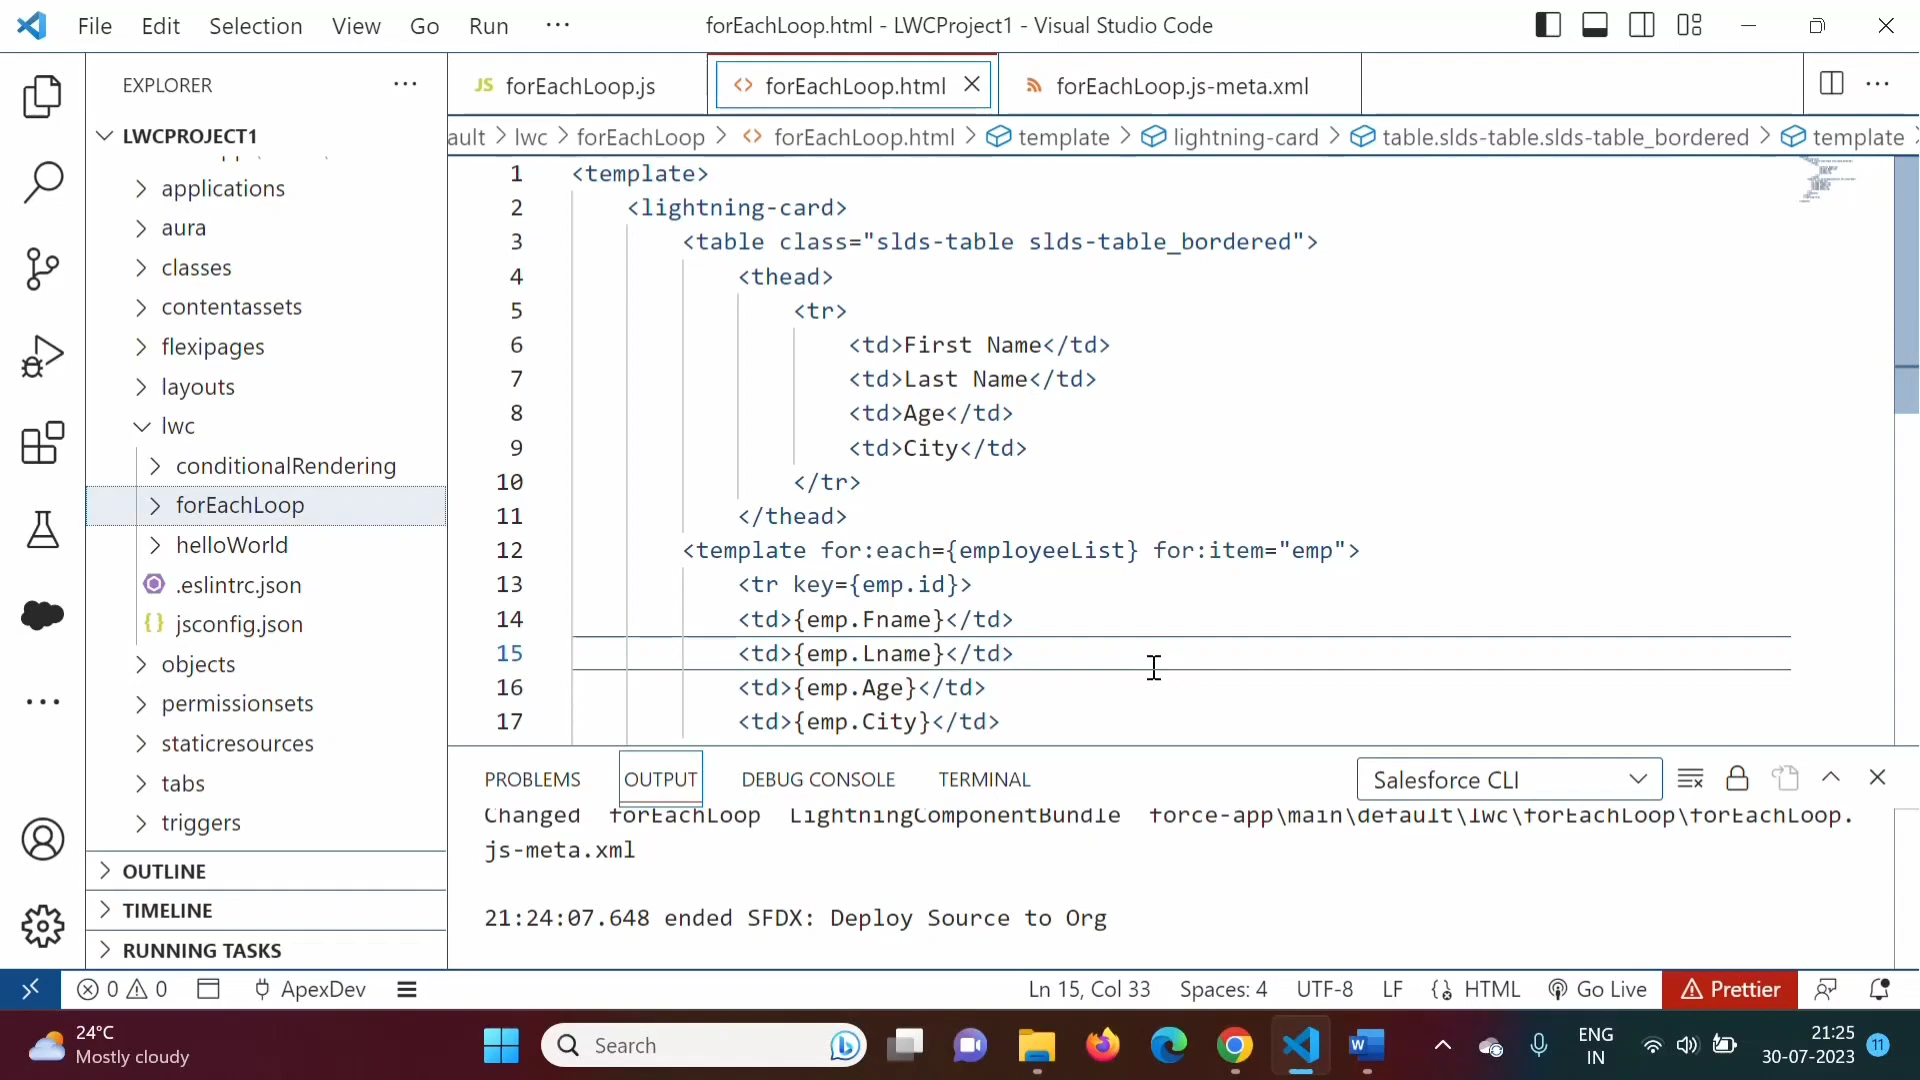 File Edit Selection View Go Run ··· forEachLoop.html - LWCProject1 - Visual Studio Code
EXPLORER ···
JS forEachLoop.js <> forEachLoop.html forEachLoop.js-meta.xml ···
LWCPROJECT1
ault > lwc > forEachLoop > <> forEachLoop.html > template > lightning-card > table.slds-table.slds-table_bordered > template >
applications
aura
classes
contentassets
flexipages
layouts
lwc
conditionalRendering
forEachLoop
helloWorld
.eslintrc.json
{} jsconfig.json
objects
permissionsets
staticresources
tabs
triggers
OUTLINE
TIMELINE
RUNNING TASKS
1 <template>
2 <lightning-card>
3 <table class="slds-table slds-table_bordered">
4 <thead>
5 <tr>
6 <td>First Name</td>
7 <td>Last Name</td>
8 <td>Age</td>
9 <td>City</td>
10 </tr>
11 </thead>
12 <template for:each={employeeList} for:item="emp">
13 <tr key={emp.id}>
14 <td>{emp.Fname}</td>
15 <td>{emp.Lname}</td>
16 <td>{emp.Age}</td>
17 <td>{emp.City}</td>
PROBLEMS OUTPUT DEBUG CONSOLE TERMINAL Salesforce CLI
Changed forEachLoop LightningComponentBundle force-app\main\default\lwc\forEachLoop\forEachLoop.
js-meta.xml
21:24:07.648 ended SFDX: Deploy Source to Org
0 0 ApexDev Ln 15, Col 33 Spaces: 4 UTF-8 LF HTML Go Live Prettier
24°C
Mostly cloudy
Search
ENG
IN
21:25
30-07-2023
11